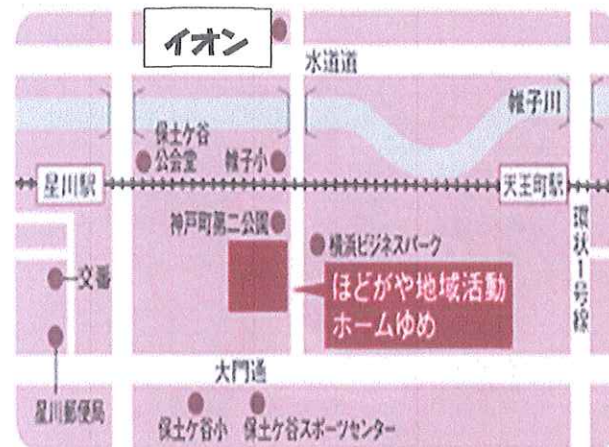 イオン
水道道
帷子川
保土ケ谷
公会堂
帷子小
星川駅
天王町駅
神戸町第二公園
横浜ビジネスパーク
環状1号線
交番
ほどがや地域活動
ホームゆめ
大門通
星川郵便局
保土ケ谷小
保土ケ谷スポーツセンター